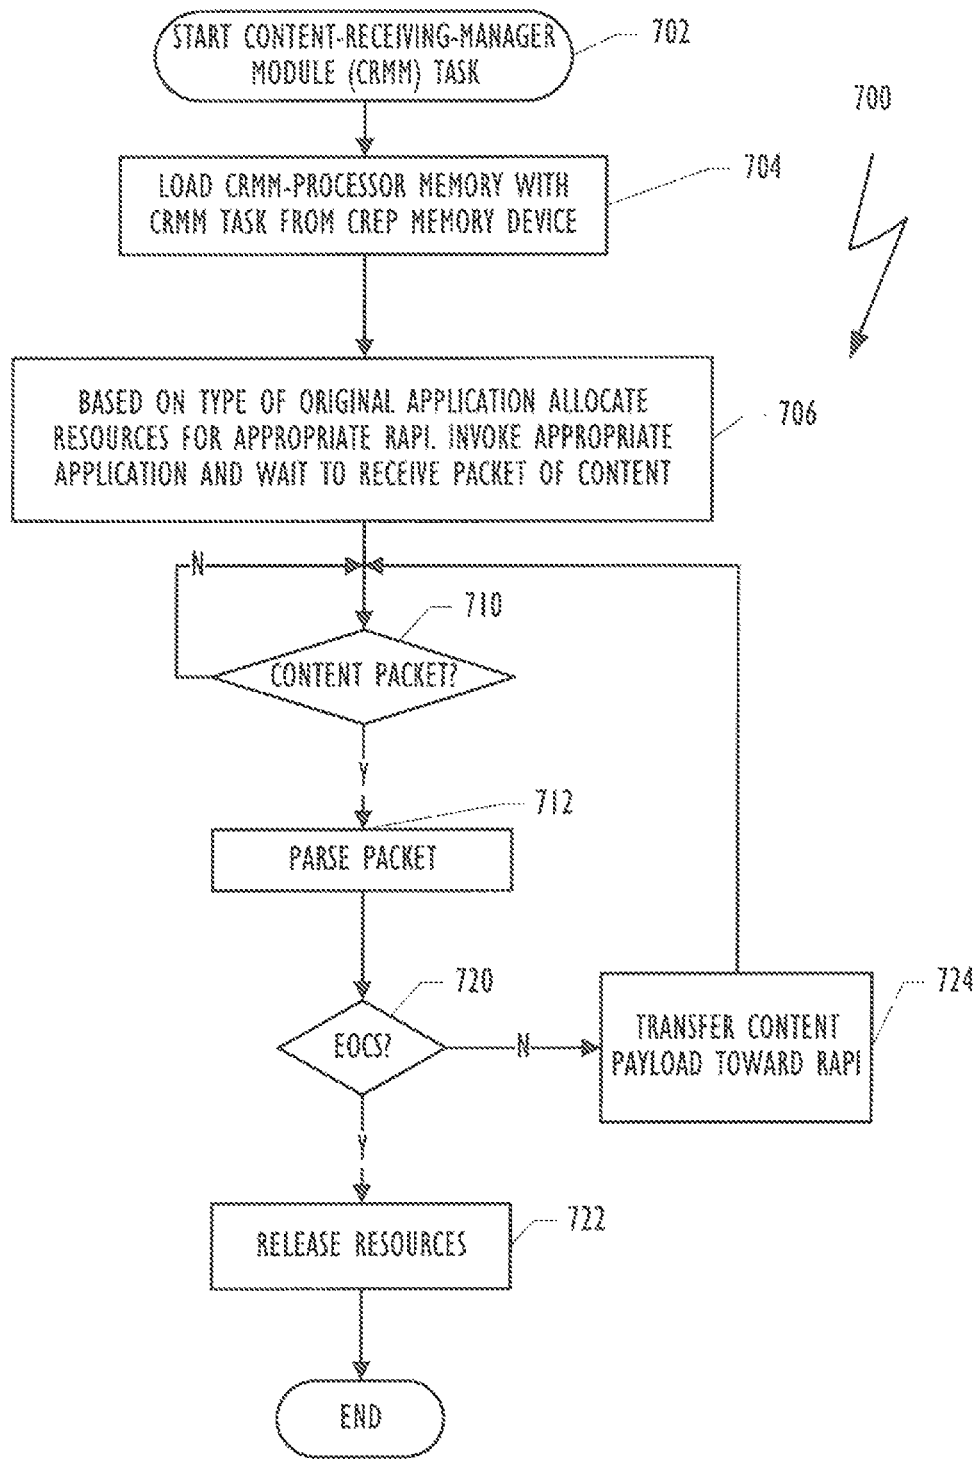 START CONTENT-RECEIVING-MANAGER
MODULE (CRMM) TASK
702
700
LOAD CRMM-PROCESSOR MEMORY WITH
CRMM TASK FROM CREP MEMORY DEVICE
704
BASED ON TYPE OF ORIGINAL APPLICATION ALLOCATE
RESOURCES FOR APPROPRIATE RAPI. INVOKE APPROPRIATE
APPLICATION AND WAIT TO RECEIVE PACKET OF CONTENT
706
N
710
CONTENT PACKET?
Y
712
PARSE PACKET
720
EOCS?
N
724
TRANSFER CONTENT
PAYLOAD TOWARD RAPI
Y
722
RELEASE RESOURCES
END